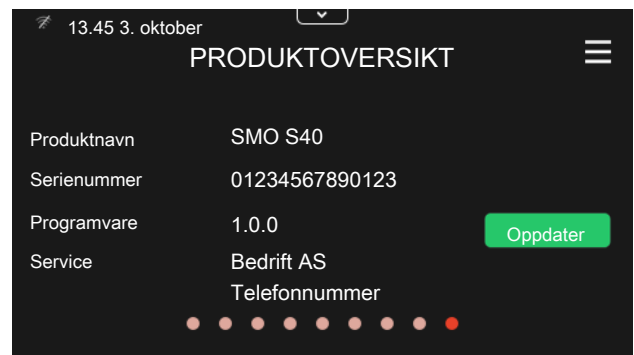 13.45 3. oktober
PRODUKTOVERSIKT
Produktnavn SMO S40
Serienummer 01234567890123
Programvare 1.0.0 Oppdater
Service Bedrift AS
Telefonnummer